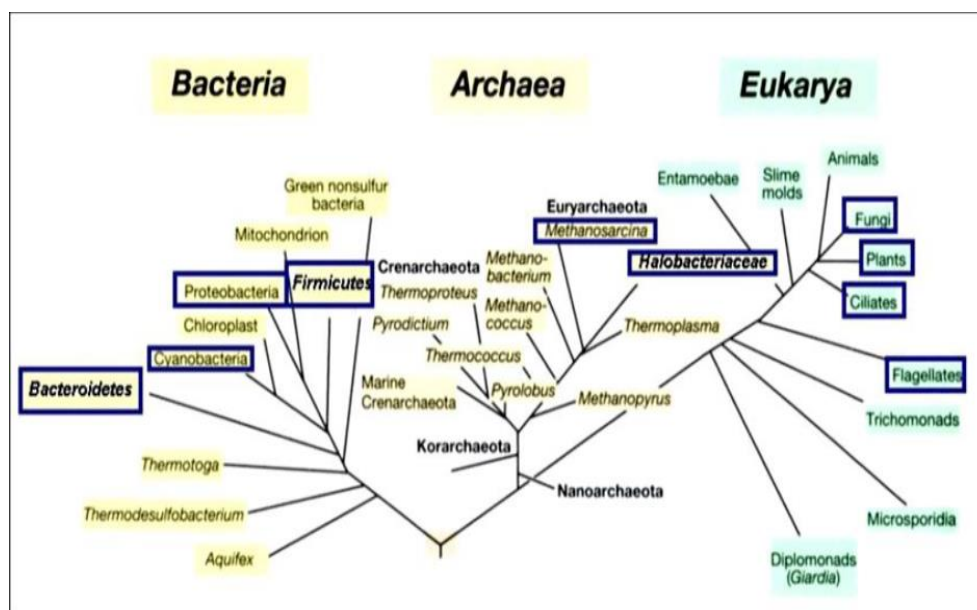 Bacteria
Archaea
Eukarya
Green nonsulfur
bacteria
Mitochondrion
Proteobacteria
Firmicutes
Chloroplast
Cyanobacteria
Bacteroidetes
Thermotoga
Thermodesulfobacterium
Aquifex
Euryarchaeota
Methanosarcina
Crenarchaeota
Methano-
bacterium
Halobacteriaceae
Thermoproteus
Methano-
coccus
Pyrodictium
Thermoplasma
Thermococcus
Marine
Crenarchaeota
Pyrolobus
Methanopyrus
Korarchaeota
Nanoarchaeota
Entamoebae
Slime
molds
Animals
Fungi
Plants
Ciliates
Flagellates
Trichomonads
Microsporidia
Diplomonads
(Giardia)